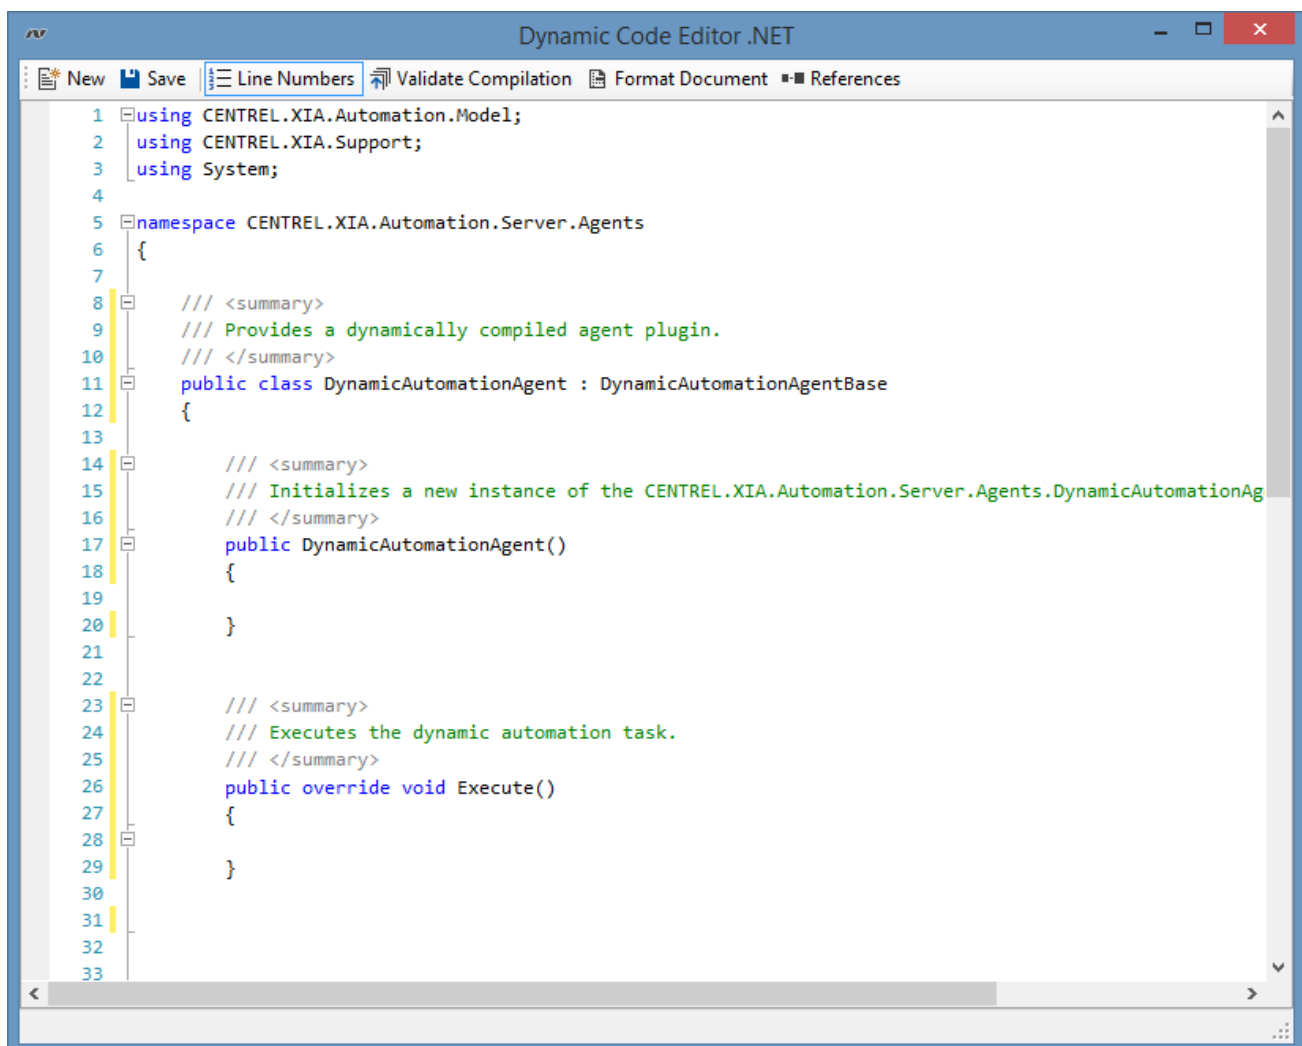 Dynamic Code Editor .NET
New Save Line Numbers Validate Compilation Format Document References
1 using CENTREL.XIA.Automation.Model;
2 using CENTREL.XIA.Support;
3 using System;
4
5 namespace CENTREL.XIA.Automation.Server.Agents
6 {
7
8 /// <summary>
9 /// Provides a dynamically compiled agent plugin.
10 /// </summary>
11 public class DynamicAutomationAgent : DynamicAutomationAgentBase
12 {
13
14 /// <summary>
15 /// Initializes a new instance of the CENTREL.XIA.Automation.Server.Agents.DynamicAutomationAg
16 /// </summary>
17 public DynamicAutomationAgent()
18 {
19
20 }
21
22
23 /// <summary>
24 /// Executes the dynamic automation task.
25 /// </summary>
26 public override void Execute()
27 {
28
29 }
30
31
32
33